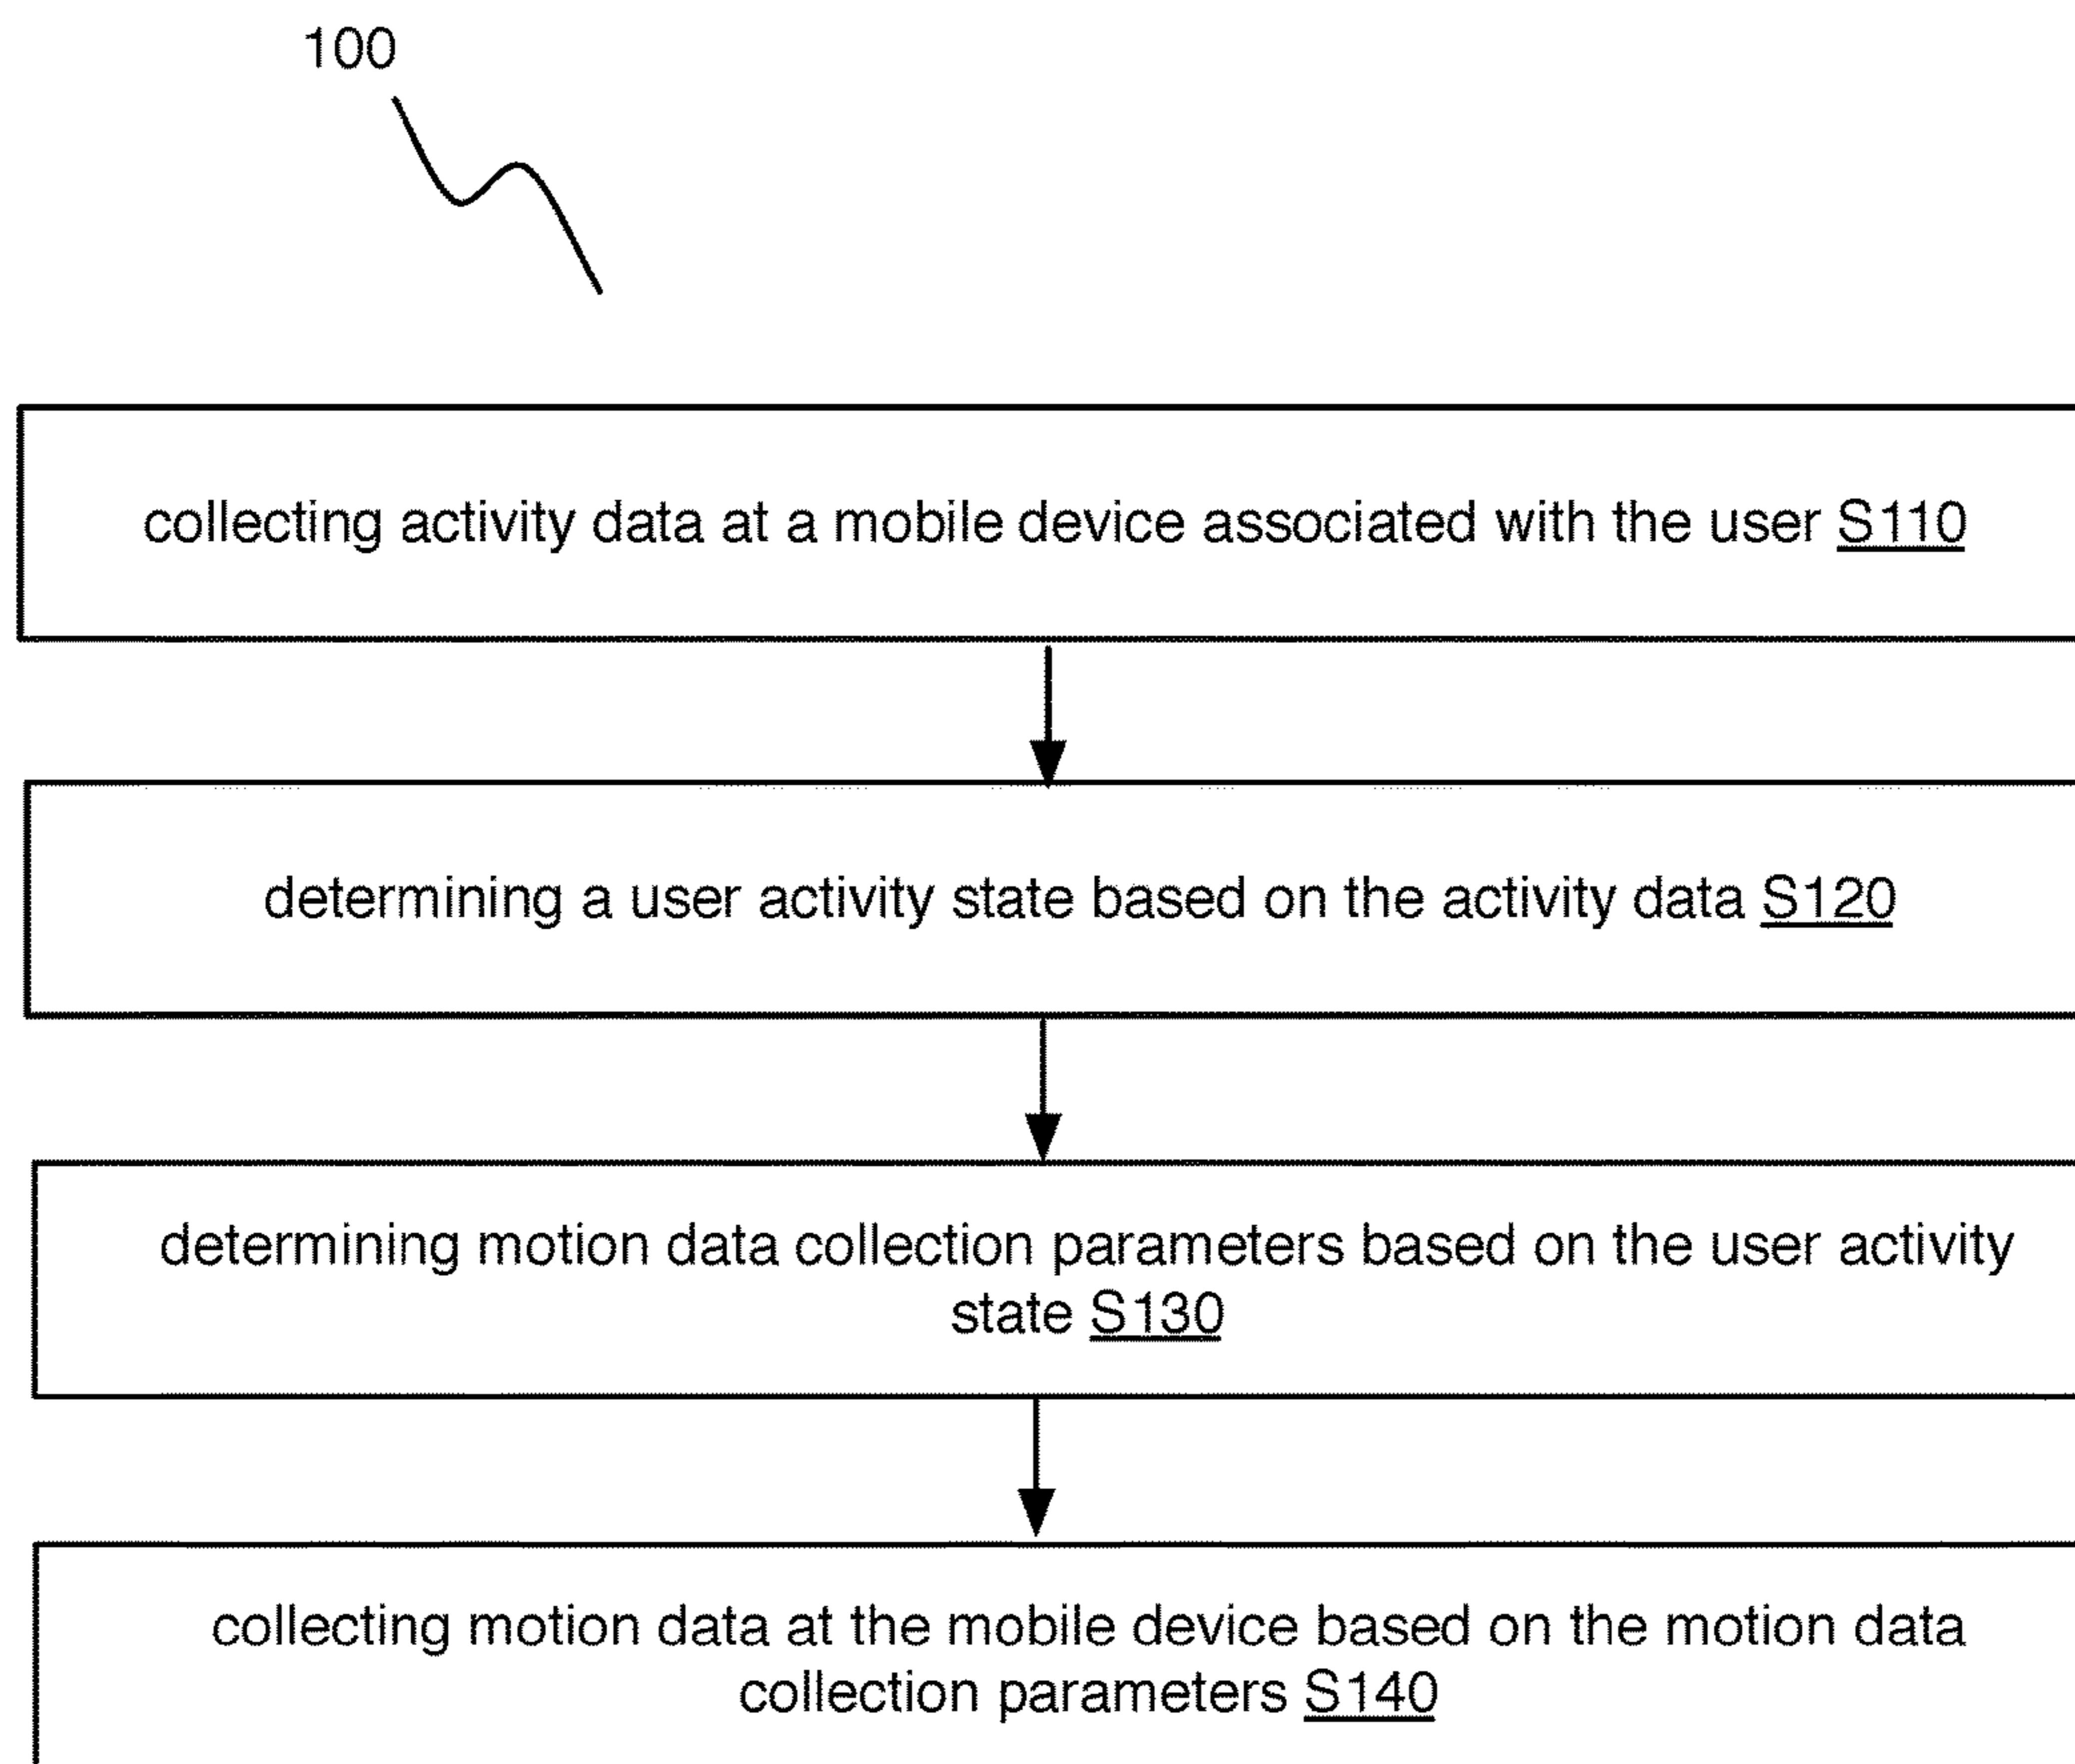 100
collecting activity data at a mobile device associated with the user S110
determining a user activity state based on the activity data S120
determining motion data collection parameters based on the user activity
state S130
collecting motion data at the mobile device based on the motion data
collection parameters S140